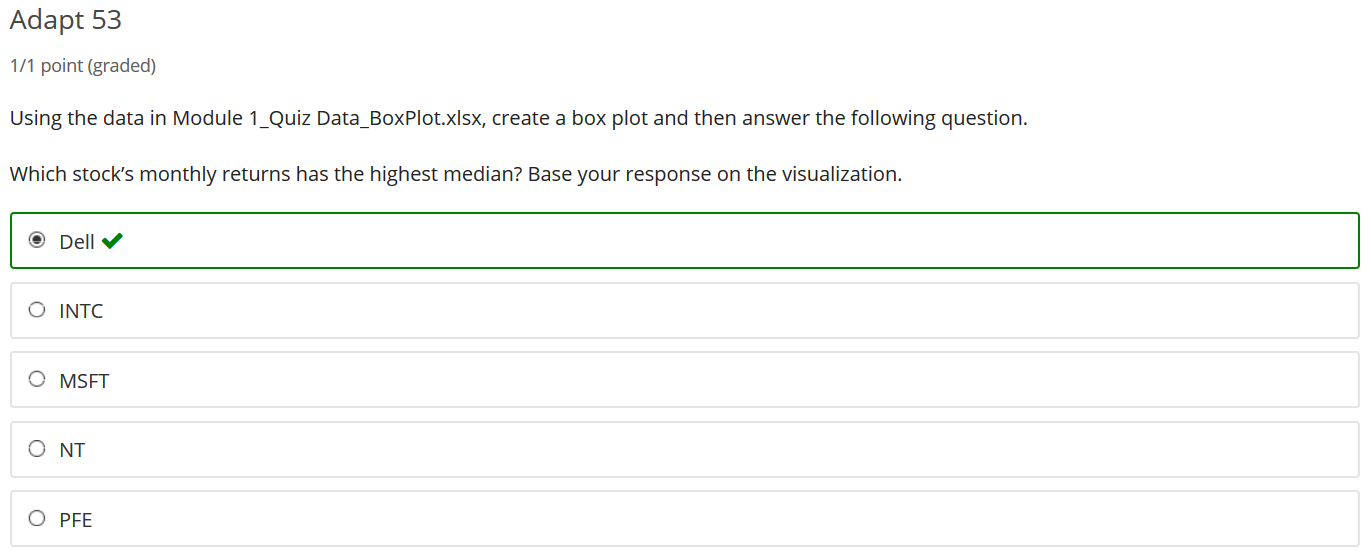 Adapt 53
1/1 point (graded)
Using the data in Module 1_Quiz Data_BoxPlot.xlsx, create a box plot and then answer the following question.
Which stock’s monthly returns has the highest median? Base your response on the visualization.
Dell
INTC
MSFT
NT
PFE